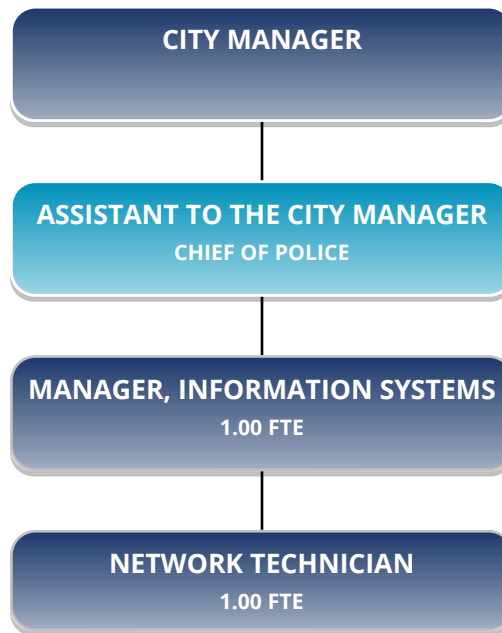 CITY MANAGER
ASSISTANT TO THE CITY MANAGER
CHIEF OF POLICE
MANAGER, INFORMATION SYSTEMS
1.00 FTE
NETWORK TECHNICIAN
1.00 FTE